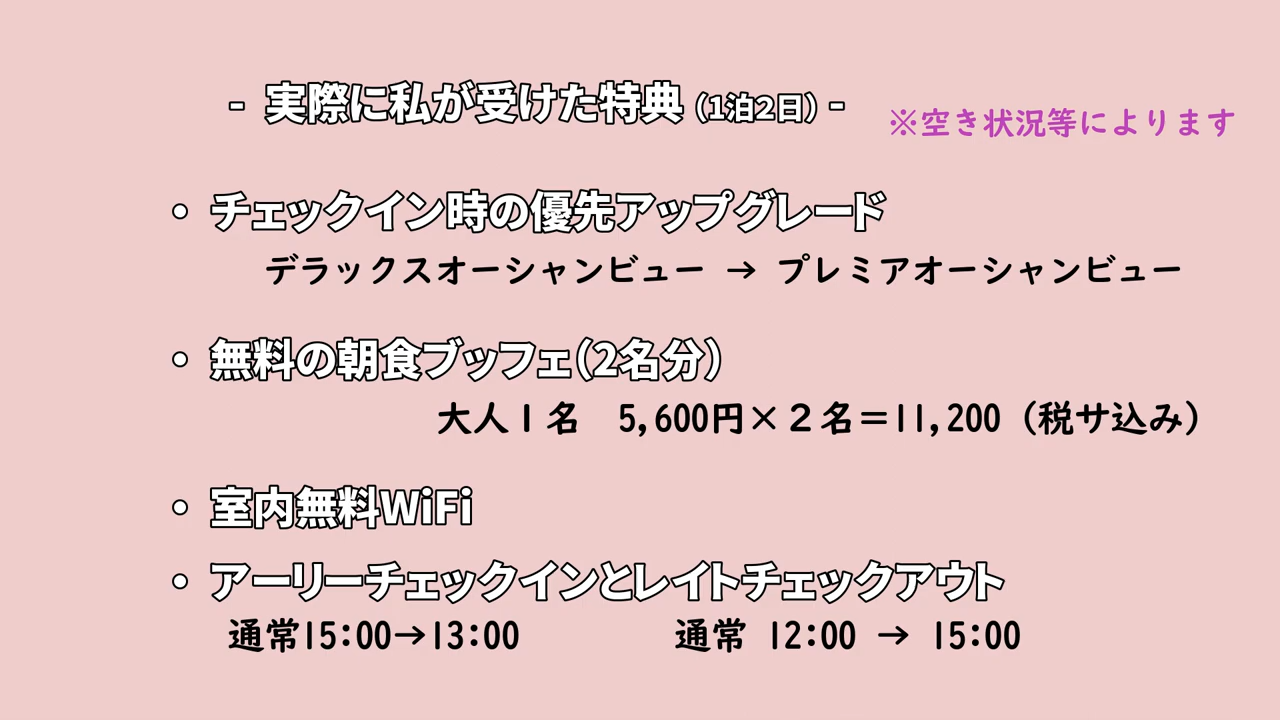 - 実際に私が受けた特典（1泊2日）-
※空き状況等によります
・チェックイン時の優先アップグレード
デラックスオーシャンビュー → プレミアオーシャンビュー
・無料の朝食ブッフェ（2名分）
大人１名　5,600円×２名＝11,200（税サ込み）
・室内無料WiFi
・アーリーチェックインとレイトチェックアウト
通常15:00→13:00　　通常 12:00 → 15:00